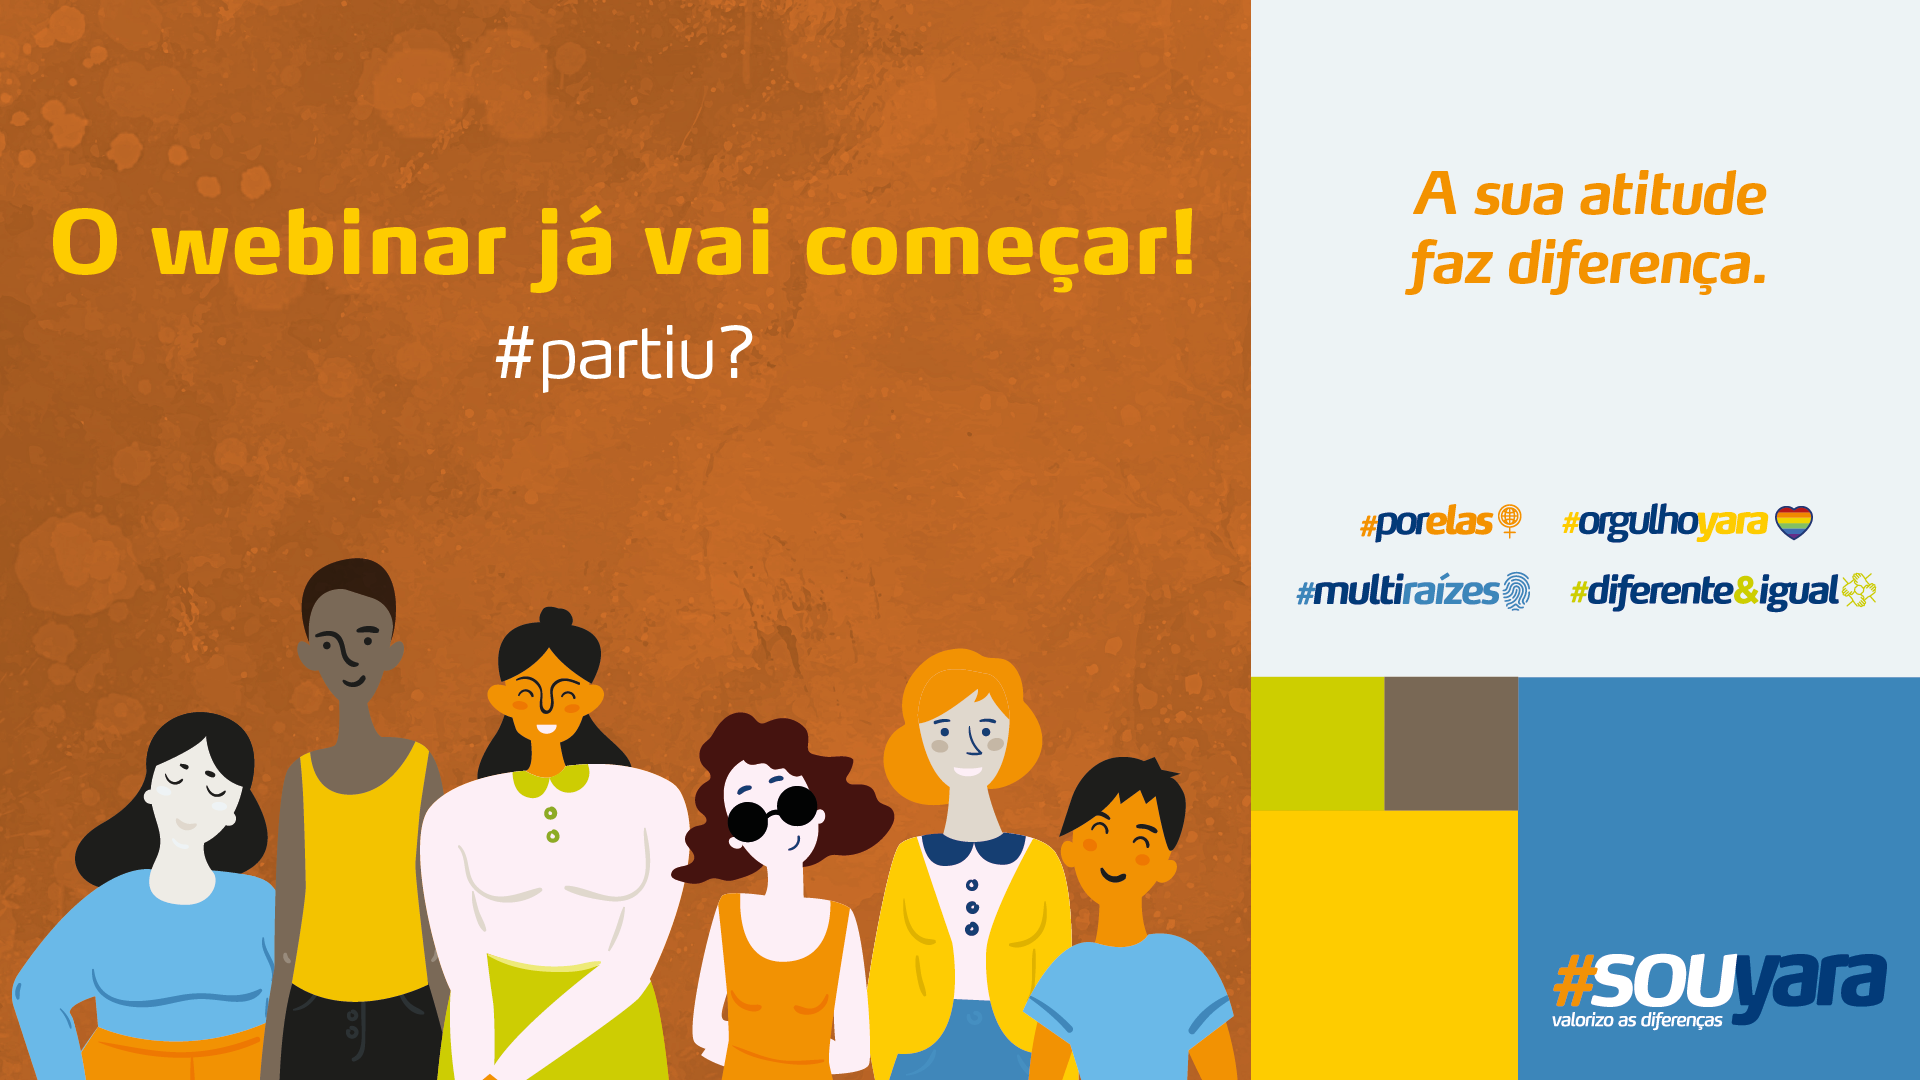 O webinar já vai começar!
#partiu?
A sua atitude
faz diferença.
#porelas
#orgulhoyara
#multiraízes
#diferente&igual
#SOUyara
valorizo as diferenças